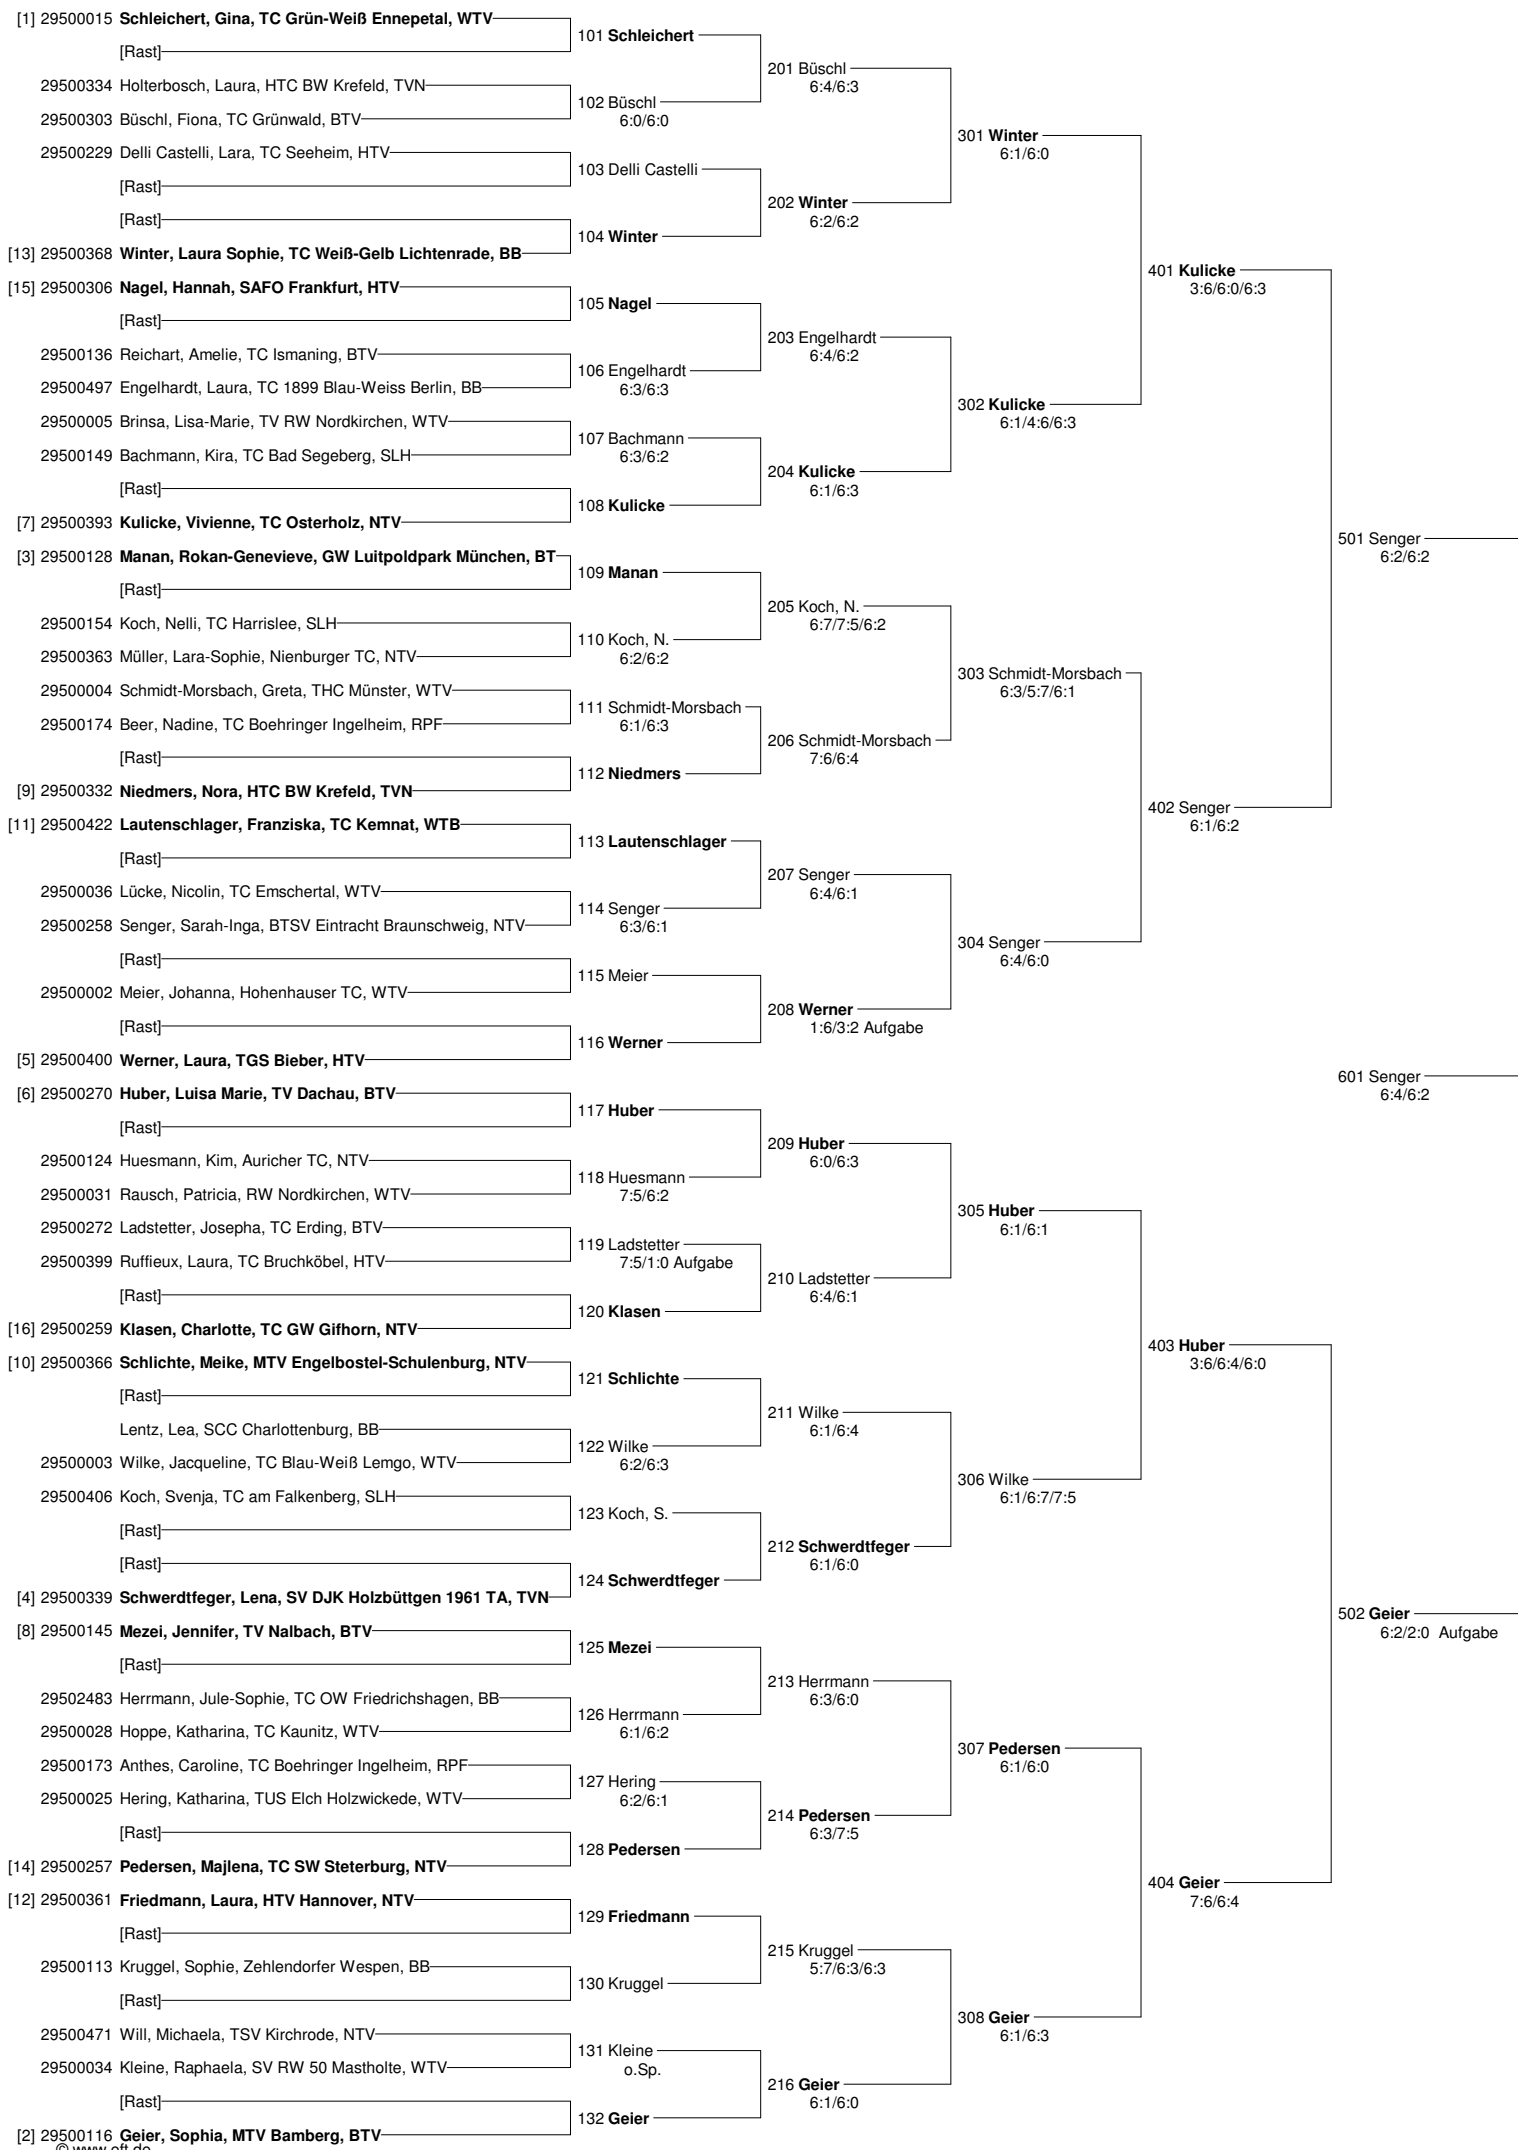 [1] 29500015 Schleichert, Gina, TC Grün-Weiß Ennepetal, WTV
101 Schleichert
[Rast]
201 Büschl
6:4/6:3
29500334 Holterbosch, Laura, HTC BW Krefeld, TVN
102 Büschl
6:0/6:0
29500303 Büschl, Fiona, TC Grünwald, BTV
301 Winter
6:1/6:0
29500229 Delli Castelli, Lara, TC Seeheim, HTV
103 Delli Castelli
[Rast]
202 Winter
6:2/6:2
[Rast]
104 Winter
[13] 29500368 Winter, Laura Sophie, TC Weiß-Gelb Lichtenrade, BB
401 Kulicke
3:6/6:0/6:3
[15] 29500306 Nagel, Hannah, SAFO Frankfurt, HTV
105 Nagel
[Rast]
203 Engelhardt
6:4/6:2
29500136 Reichart, Amelie, TC Ismaning, BTV
106 Engelhardt
6:3/6:3
29500497 Engelhardt, Laura, TC 1899 Blau-Weiss Berlin, BB
302 Kulicke
6:1/4:6/6:3
29500005 Brinsa, Lisa-Marie, TV RW Nordkirchen, WTV
107 Bachmann
6:3/6:2
29500149 Bachmann, Kira, TC Bad Segeberg, SLH
204 Kulicke
6:1/6:3
[Rast]
108 Kulicke
[7] 29500393 Kulicke, Vivienne, TC Osterholz, NTV
501 Senger
6:2/6:2
[3] 29500128 Manan, Rokan-Genevieve, GW Luitpoldpark München, BT
109 Manan
[Rast]
205 Koch, N.
6:7/7:5/6:2
29500154 Koch, Nelli, TC Harrislee, SLH
110 Koch, N.
6:2/6:2
29500363 Müller, Lara-Sophie, Nienburger TC, NTV
303 Schmidt-Morsbach
6:3/5:7/6:1
29500004 Schmidt-Morsbach, Greta, THC Münster, WTV
111 Schmidt-Morsbach
6:1/6:3
29500174 Beer, Nadine, TC Boehringer Ingelheim, RPF
206 Schmidt-Morsbach
7:6/6:4
[Rast]
112 Niedmers
[9] 29500332 Niedmers, Nora, HTC BW Krefeld, TVN
402 Senger
6:1/6:2
[11] 29500422 Lautenschlager, Franziska, TC Kemnat, WTB
113 Lautenschlager
[Rast]
207 Senger
6:4/6:1
29500036 Lücke, Nicolin, TC Emschertal, WTV
114 Senger
6:3/6:1
29500258 Senger, Sarah-Inga, BTSV Eintracht Braunschweig, NTV
304 Senger
6:4/6:0
[Rast]
115 Meier
29500002 Meier, Johanna, Hohenhauser TC, WTV
208 Werner
1:6/3:2 Aufgabe
[Rast]
116 Werner
[5] 29500400 Werner, Laura, TGS Bieber, HTV
601 Senger
6:4/6:2
[6] 29500270 Huber, Luisa Marie, TV Dachau, BTV
117 Huber
[Rast]
209 Huber
6:0/6:3
29500124 Huesmann, Kim, Auricher TC, NTV
118 Huesmann
7:5/6:2
29500031 Rausch, Patricia, RW Nordkirchen, WTV
305 Huber
6:1/6:1
29500272 Ladstetter, Josepha, TC Erding, BTV
119 Ladstetter
7:5/1:0 Aufgabe
29500399 Ruffieux, Laura, TC Bruchköbel, HTV
210 Ladstetter
6:4/6:1
[Rast]
120 Klasen
[16] 29500259 Klasen, Charlotte, TC GW Gifhorn, NTV
403 Huber
3:6/6:4/6:0
[10] 29500366 Schlichte, Meike, MTV Engelbostel-Schulenburg, NTV
121 Schlichte
[Rast]
211 Wilke
6:1/6:4
Lentz, Lea, SCC Charlottenburg, BB
122 Wilke
6:2/6:3
29500003 Wilke, Jacqueline, TC Blau-Weiß Lemgo, WTV
306 Wilke
6:1/6:7/7:5
29500406 Koch, Svenja, TC am Falkenberg, SLH
123 Koch, S.
[Rast]
212 Schwerdtfeger
6:1/6:0
[Rast]
124 Schwerdtfeger
[4] 29500339 Schwerdtfeger, Lena, SV DJK Holzbüttgen 1961 TA, TVN
502 Geier
6:2/2:0 Aufgabe
[8] 29500145 Mezei, Jennifer, TV Nalbach, BTV
125 Mezei
[Rast]
213 Herrmann
6:3/6:0
29502483 Herrmann, Jule-Sophie, TC OW Friedrichshagen, BB
126 Herrmann
6:1/6:2
29500028 Hoppe, Katharina, TC Kaunitz, WTV
307 Pedersen
6:1/6:0
29500173 Anthes, Caroline, TC Boehringer Ingelheim, RPF
127 Hering
6:2/6:1
29500025 Hering, Katharina, TUS Elch Holzwickede, WTV
214 Pedersen
6:3/7:5
[Rast]
128 Pedersen
[14] 29500257 Pedersen, Majlena, TC SW Steterburg, NTV
404 Geier
7:6/6:4
[12] 29500361 Friedmann, Laura, HTV Hannover, NTV
129 Friedmann
[Rast]
215 Kruggel
5:7/6:3/6:3
29500113 Kruggel, Sophie, Zehlendorfer Wespen, BB
130 Kruggel
[Rast]
308 Geier
6:1/6:3
29500471 Will, Michaela, TSV Kirchrode, NTV
131 Kleine
o.Sp.
29500034 Kleine, Raphaela, SV RW 50 Mastholte, WTV
216 Geier
6:1/6:0
[Rast]
132 Geier
[2] 29500116 Geier, Sophia, MTV Bamberg, BTV
© www.oft.de